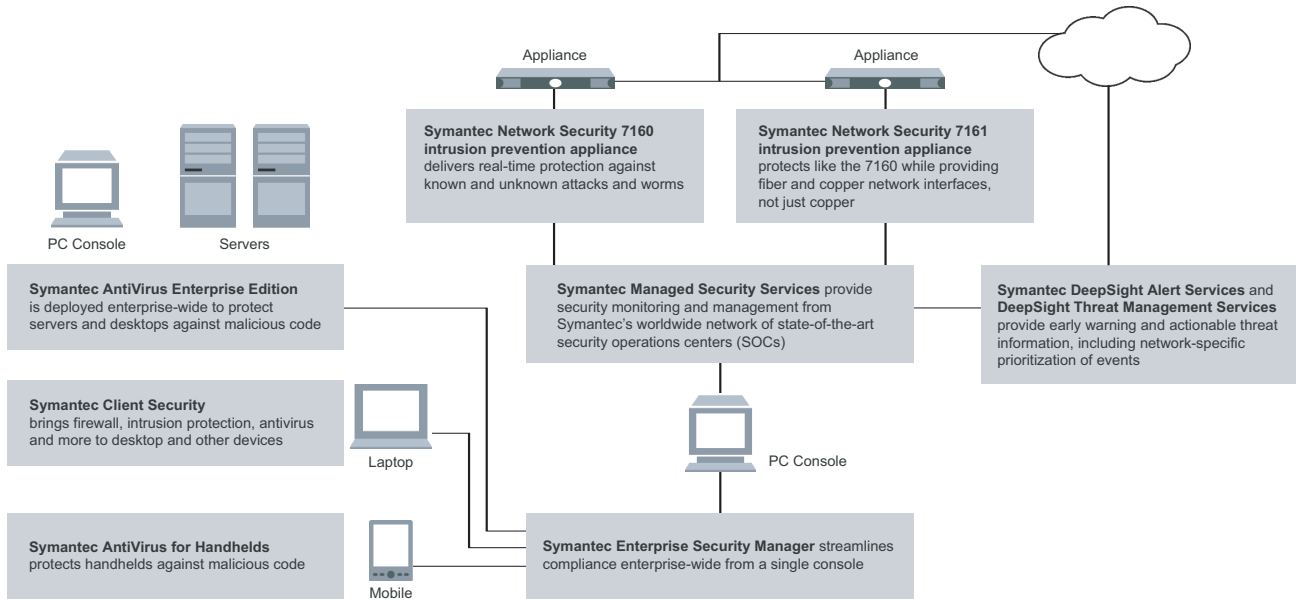 Appliance
Appliance
Symantec Network Security 7160
intrusion prevention appliance
delivers real-time protection against
known and unknown attacks and worms
Symantec Network Security 7161
intrusion prevention appliance
protects like the 7160 while providing
fiber and copper network interfaces,
not just copper
PC Console
Servers
Symantec AntiVirus Enterprise Edition
is deployed enterprise-wide to protect
servers and desktops against malicious code
Symantec Managed Security Services provide
security monitoring and management from
Symantec's worldwide network of state-of-the-art
security operations centers (SOCs)
Symantec DeepSight Alert Services and
DeepSight Threat Management Services
provide early warning and actionable threat
information, including network-specific
prioritization of events
Symantec Client Security
brings firewall, intrusion protection, antivirus
and more to desktop and other devices
Laptop
PC Console
Symantec AntiVirus for Handhelds
protects handhelds against malicious code
Mobile
Symantec Enterprise Security Manager streamlines
compliance enterprise-wide from a single console